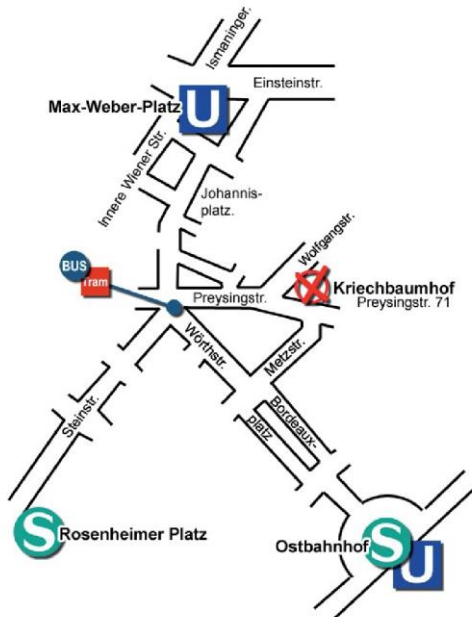 Ismaninger.
Einsteinstr.
Max-Weber-Platz
U
Innere Wiener Str.
Johannis-
platz.
Wolfgangstr.
BUS
Tram
Kriechbaumhof
Preysingstr.
Preysingstr. 71
Wörthstr.
Metzstr.
Steinstr.
Bordeaux-
platz
S
Rosenheimer Platz
Ostbahnhof
S
U